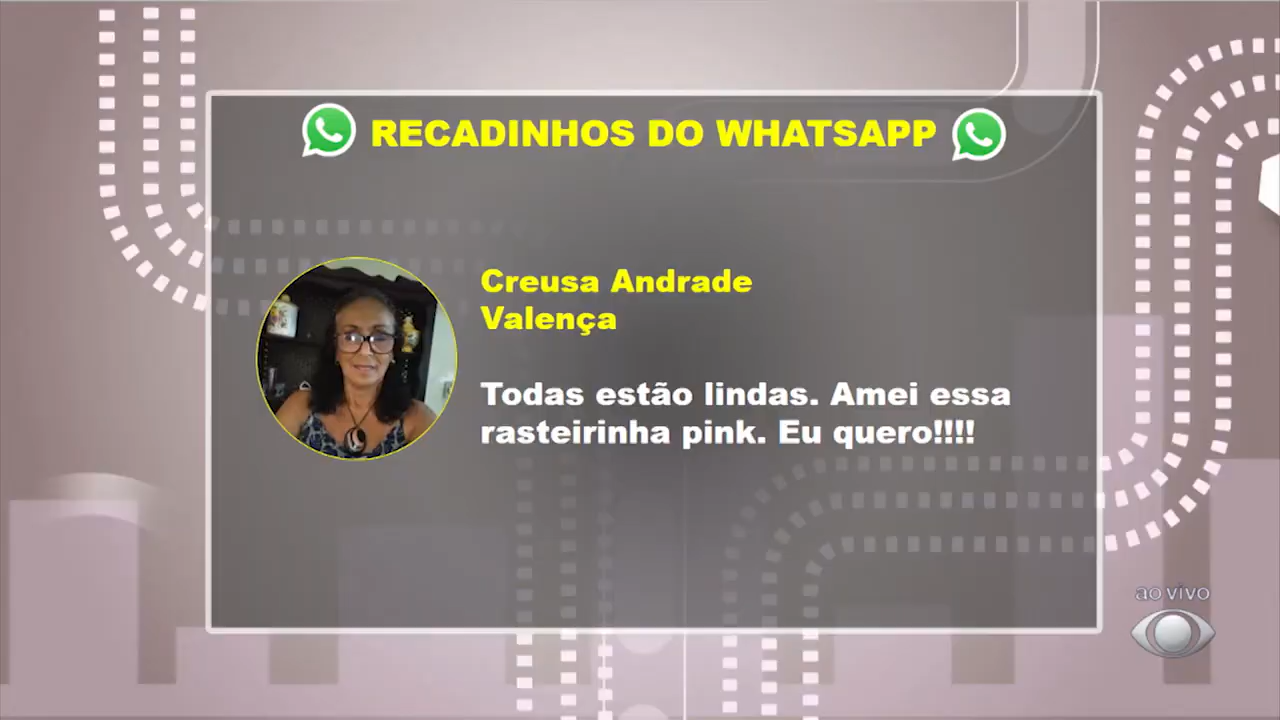 RECADINHOS DO WHATSAPP
Creusa Andrade
Valença
Todas estão lindas. Amei essa
rasteirinha pink. Eu quero!!!!
ao vivo